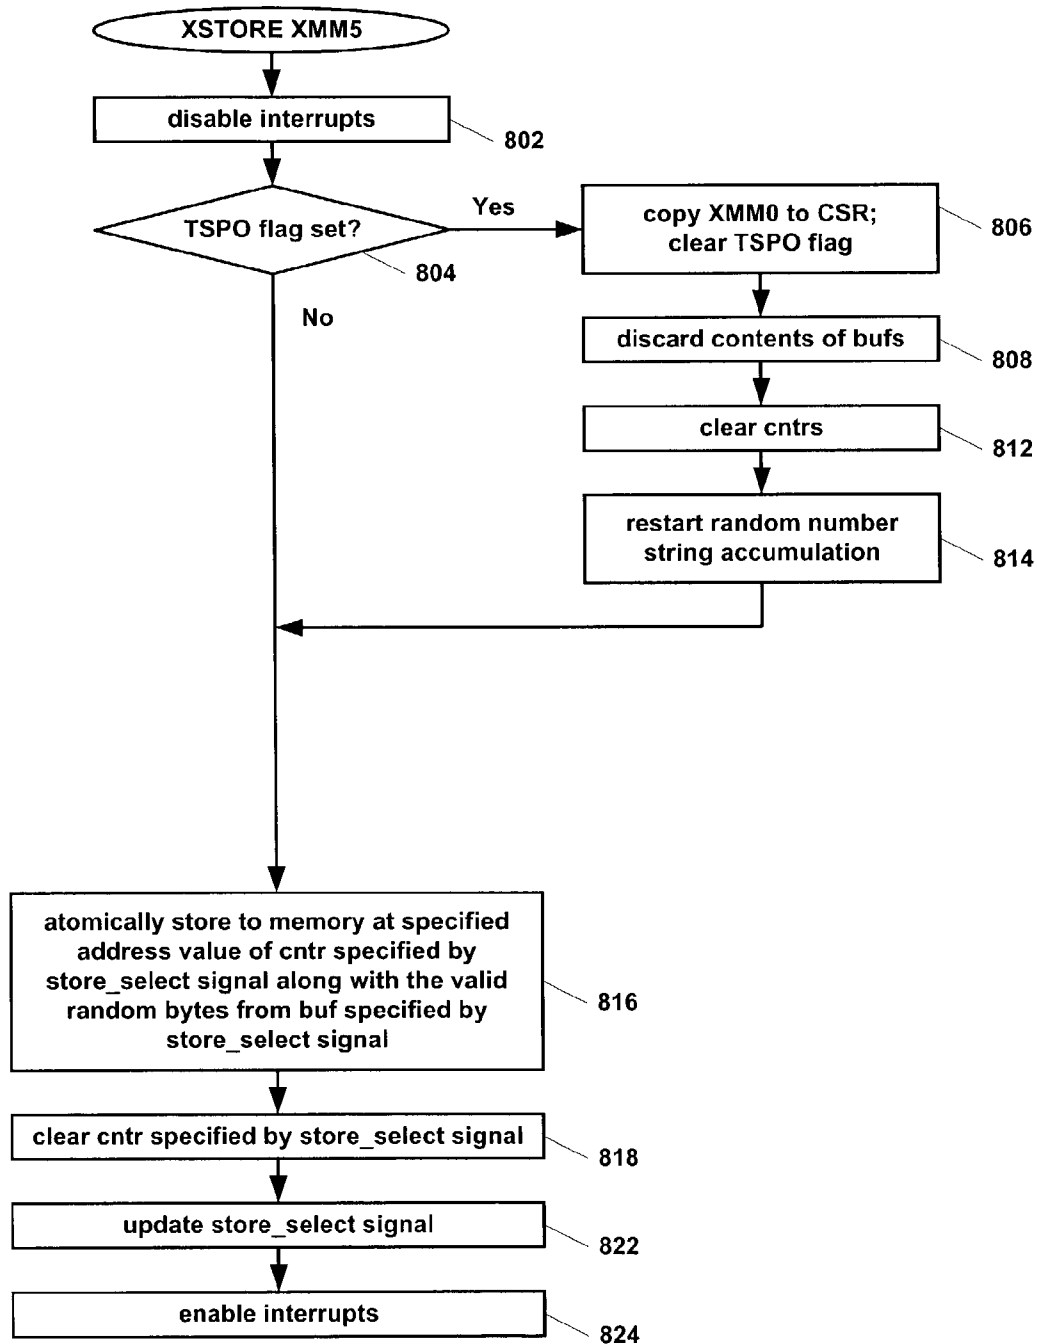 XSTORE XMM5
disable interrupts
802
TSPO flag set?
804
Yes
No
copy XMM0 to CSR;
clear TSPO flag
806
discard contents of bufs
808
clear cntrs
812
restart random number
string accumulation
814
atomically store to memory at specified
address value of cntr specified by
store_select signal along with the valid
random bytes from buf specified by
store_select signal
816
clear cntr specified by store_select signal
818
update store_select signal
822
enable interrupts
824